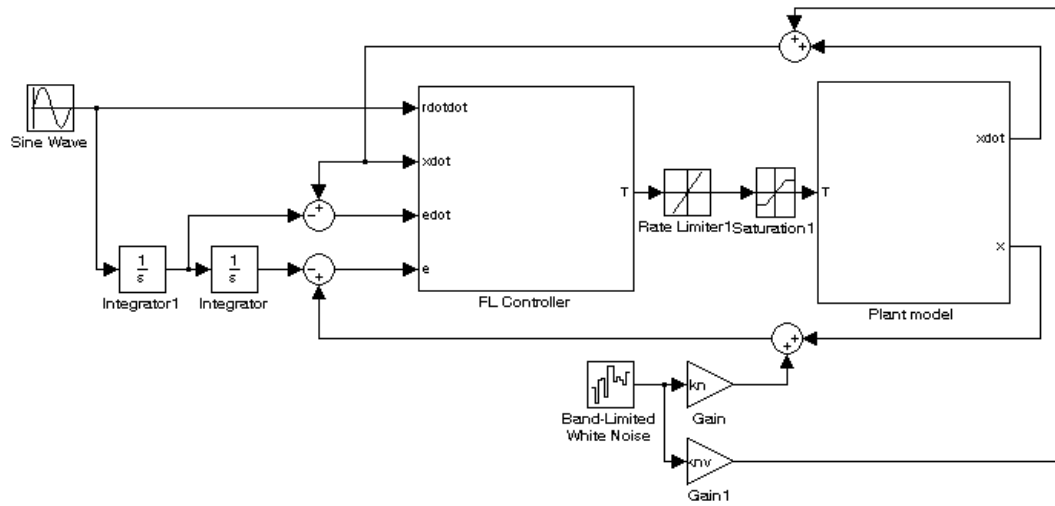 Sine Wave
rdotdot
xdot
edot
e
T
FL Controller
1
s
Integrator1
1
s
Integrator
Rate Limiter1
Saturation1
T
xdot
x
Plant model
Band-Limited
White Noise
kn
Gain
knv
Gain1
+
+
-
+
-
+
+
+